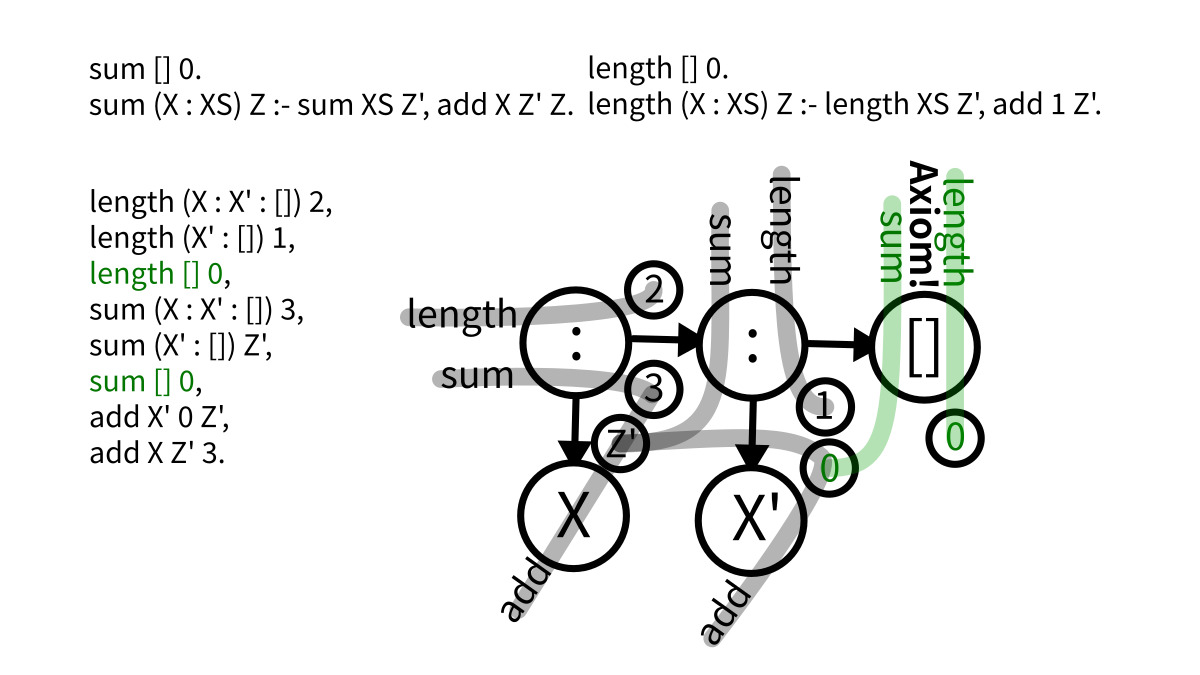 sum [] 0.
sum (X : XS) Z :- sum XS Z', add X Z' Z.
length [] 0.
length (X : XS) Z :- length XS Z', add 1 Z'.
length (X : X' : []) 2,
length (X' : []) 1,
length [] 0,
sum (X : X' : []) 3,
sum (X' : []) Z',
sum [] 0,
add X' 0 Z',
add X Z' 3.
length
sum
:
2
3
Z'
X
add
sum
length
:
1
0
X'
add
sum
Axiom!
length
[]
0